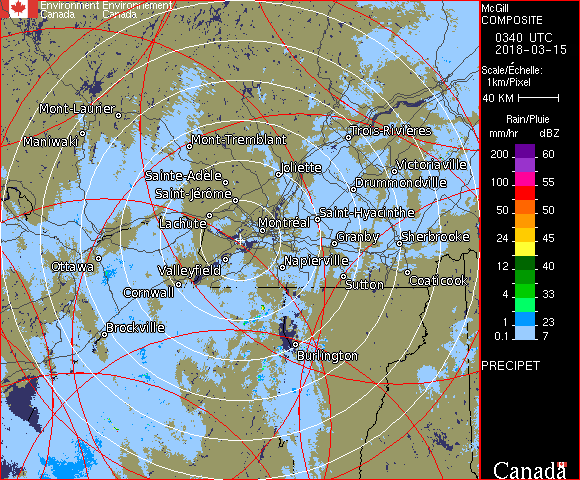 Environment Environnement
Canada Canada
Mont-Laurier
Maniwaki
Mont-Tremblant
Trois-Rivières
Joliette
Victoriaville
Sainte-Adèle
Drummondville
Saint-Jérôme
Saint-Hyacinthe
Lachute
Montréal
Granby
Sherbrooke
Ottawa
Valleyfield
Napierville
Cornwall
Sutton
Coaticook
Brockville
Burlington
McGill
COMPOSITE
0340 UTC
2018-03-15
Scale/Échelle:
1km/Pixel
40 KM
Rain/Pluie
mm/hr dBZ
200 60
150 57
100 55
50 50
24 45
12 40
4 33
1 23
0.1 7
PRECIPET
Canada